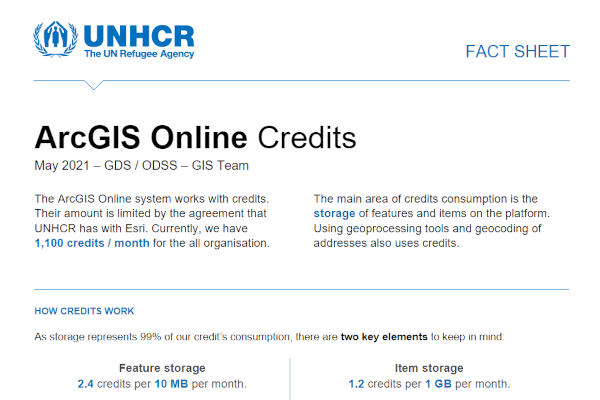 UNHCR
The UN Refugee Agency
FACT SHEET
ArcGIS Online Credits
May 2021 – GDS / ODSS – GIS Team
The ArcGIS Online system works with credits.
Their amount is limited by the agreement that
UNHCR has with Esri. Currently, we have
1,100 credits / month for the all organisation.
The main area of credits consumption is the
storage of features and items on the platform.
Using geoprocessing tools and geocoding of
addresses also uses credits.
HOW CREDITS WORK
As storage represents 99% of our credit's consumption, there are two key elements to keep in mind:
Feature storage
2.4 credits per 10 MB per month.
Item storage
1.2 credits per 1 GB per month.